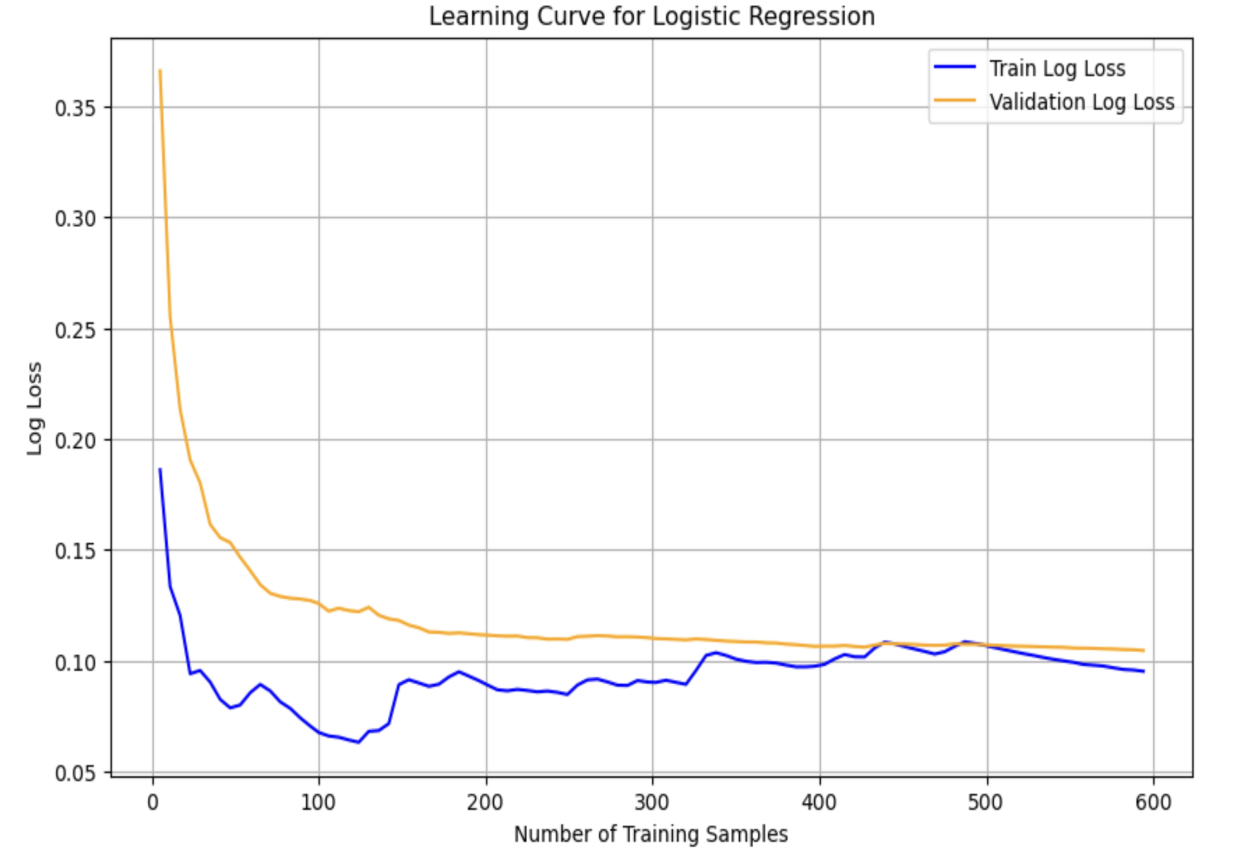 Learning Curve for Logistic Regression
Train Log Loss
Validation Log Loss
0.35
0.30
0.25
0.20
0.15
0.10
0.05
Log Loss
0 100 200 300 400 500 600
Number of Training Samples